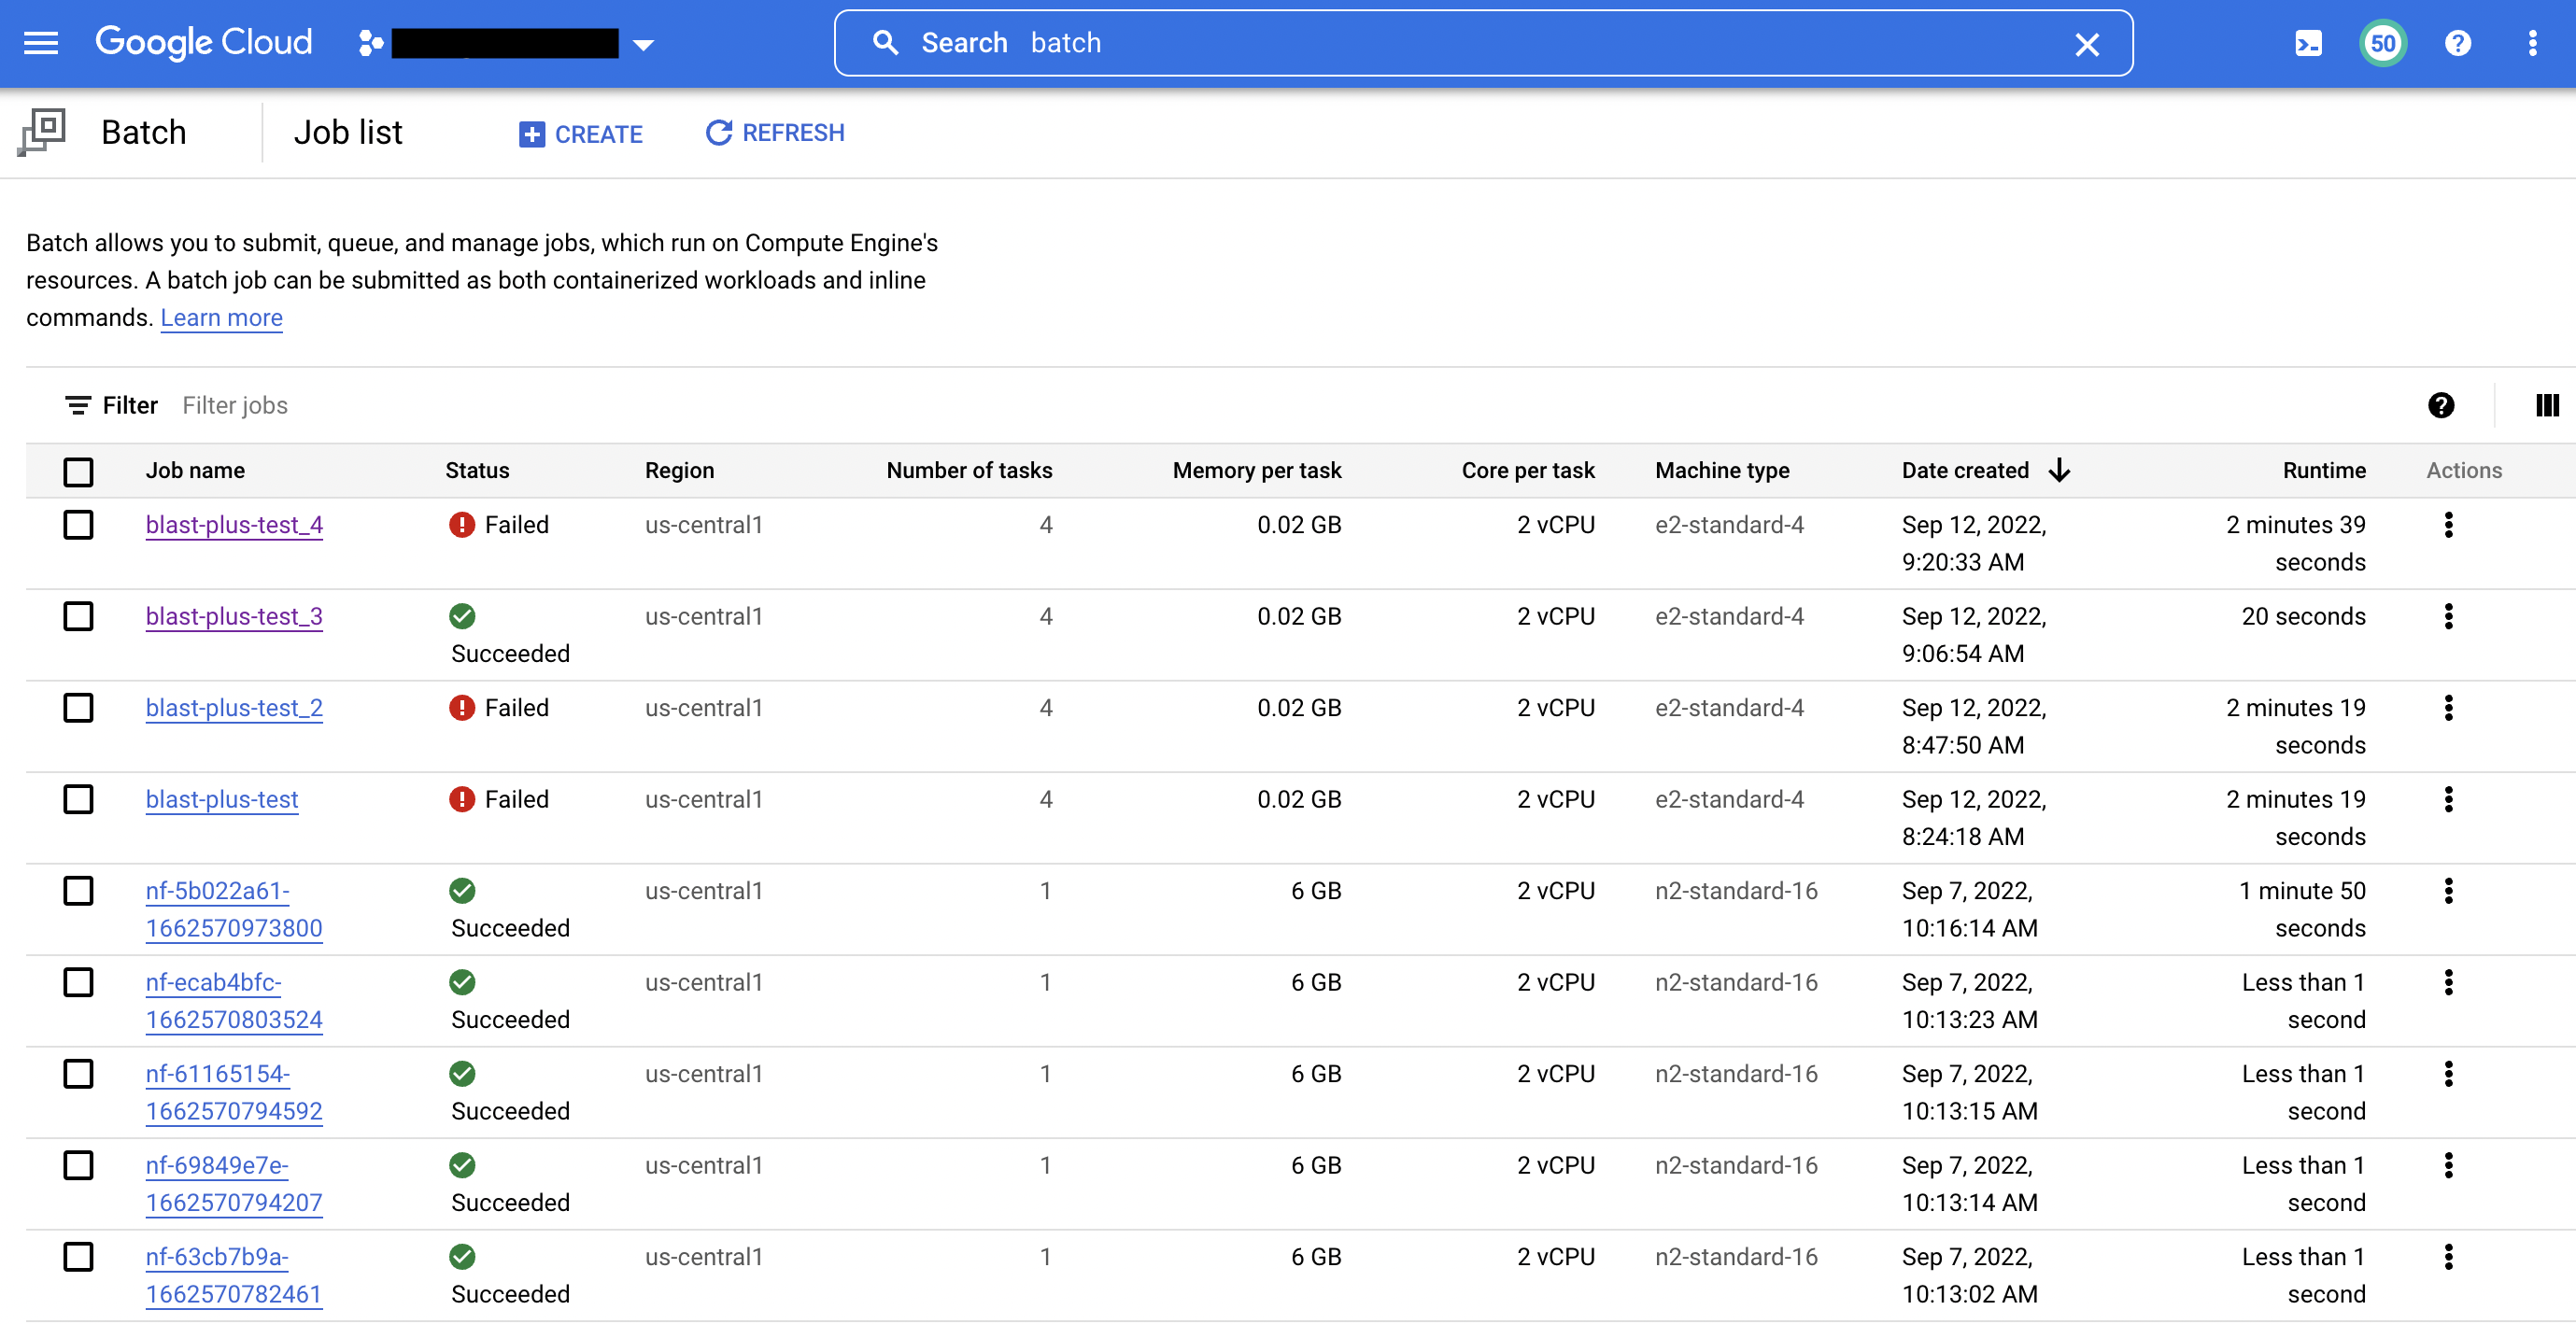 Google Cloud
Search batch
50
Batch Job list CREATE REFRESH
Batch allows you to submit, queue, and manage jobs, which run on Compute Engine's
resources. A batch job can be submitted as both containerized workloads and inline
commands. Learn more
Filter Filter jobs
Job name Status Region Number of tasks Memory per task Core per task Machine type Date created Runtime Actions
blast-plus-test_4 Failed us-central1 4 0.02 GB 2 vCPU e2-standard-4 Sep 12, 2022, 2 minutes 39
9:20:33 AM seconds
blast-plus-test_3 us-central1 4 0.02 GB 2 vCPU e2-standard-4 Sep 12, 2022, 20 seconds
Succeeded 9:06:54 AM
blast-plus-test_2 Failed us-central1 4 0.02 GB 2 vCPU e2-standard-4 Sep 12, 2022, 2 minutes 19
8:47:50 AM seconds
blast-plus-test Failed us-central1 4 0.02 GB 2 vCPU e2-standard-4 Sep 12, 2022, 2 minutes 19
8:24:18 AM seconds
nf-5b022a61- us-central1 1 6 GB 2 vCPU n2-standard-16 Sep 7, 2022, 1 minute 50
1662570973800 Succeeded 10:16:14 AM seconds
nf-ecab4bfc- us-central1 1 6 GB 2 vCPU n2-standard-16 Sep 7, 2022, Less than 1
1662570803524 Succeeded 10:13:23 AM second
nf-61165154- us-central1 1 6 GB 2 vCPU n2-standard-16 Sep 7, 2022, Less than 1
1662570794592 Succeeded 10:13:15 AM second
nf-69849e7e- us-central1 1 6 GB 2 vCPU n2-standard-16 Sep 7, 2022, Less than 1
1662570794207 Succeeded 10:13:14 AM second
nf-63cb7b9a- us-central1 1 6 GB 2 vCPU n2-standard-16 Sep 7, 2022, Less than 1
1662570782461 Succeeded 10:13:02 AM second